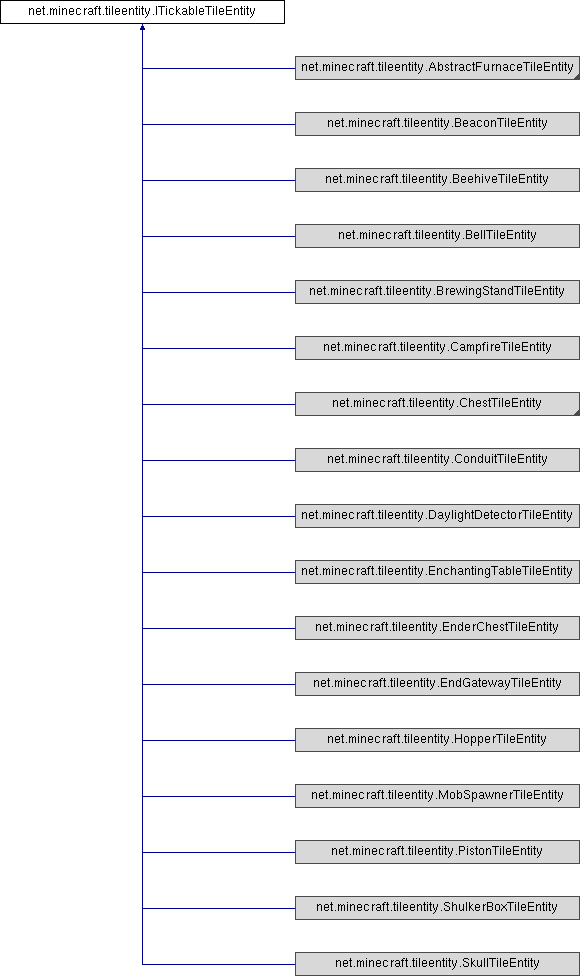 net.minecraft.tileentity.ITickableTileEntity
net.minecraft.tileentity.AbstractFurnaceTileEntity
net.minecraft.tileentity.BeaconTileEntity
net.minecraft.tileentity.BeehiveTileEntity
net.minecraft.tileentity.BellTileEntity
net.minecraft.tileentity.BrewingStandTileEntity
net.minecraft.tileentity.CampfireTileEntity
net.minecraft.tileentity.ChestTileEntity
net.minecraft.tileentity.ConduitTileEntity
net.minecraft.tileentity.DaylightDetectorTileEntity
net.minecraft.tileentity.EnchantingTableTileEntity
net.minecraft.tileentity.EnderChestTileEntity
net.minecraft.tileentity.EndGatewayTileEntity
net.minecraft.tileentity.HopperTileEntity
net.minecraft.tileentity.MobSpawnerTileEntity
net.minecraft.tileentity.PistonTileEntity
net.minecraft.tileentity.ShulkerBoxTileEntity
net.minecraft.tileentity.SkullTileEntity